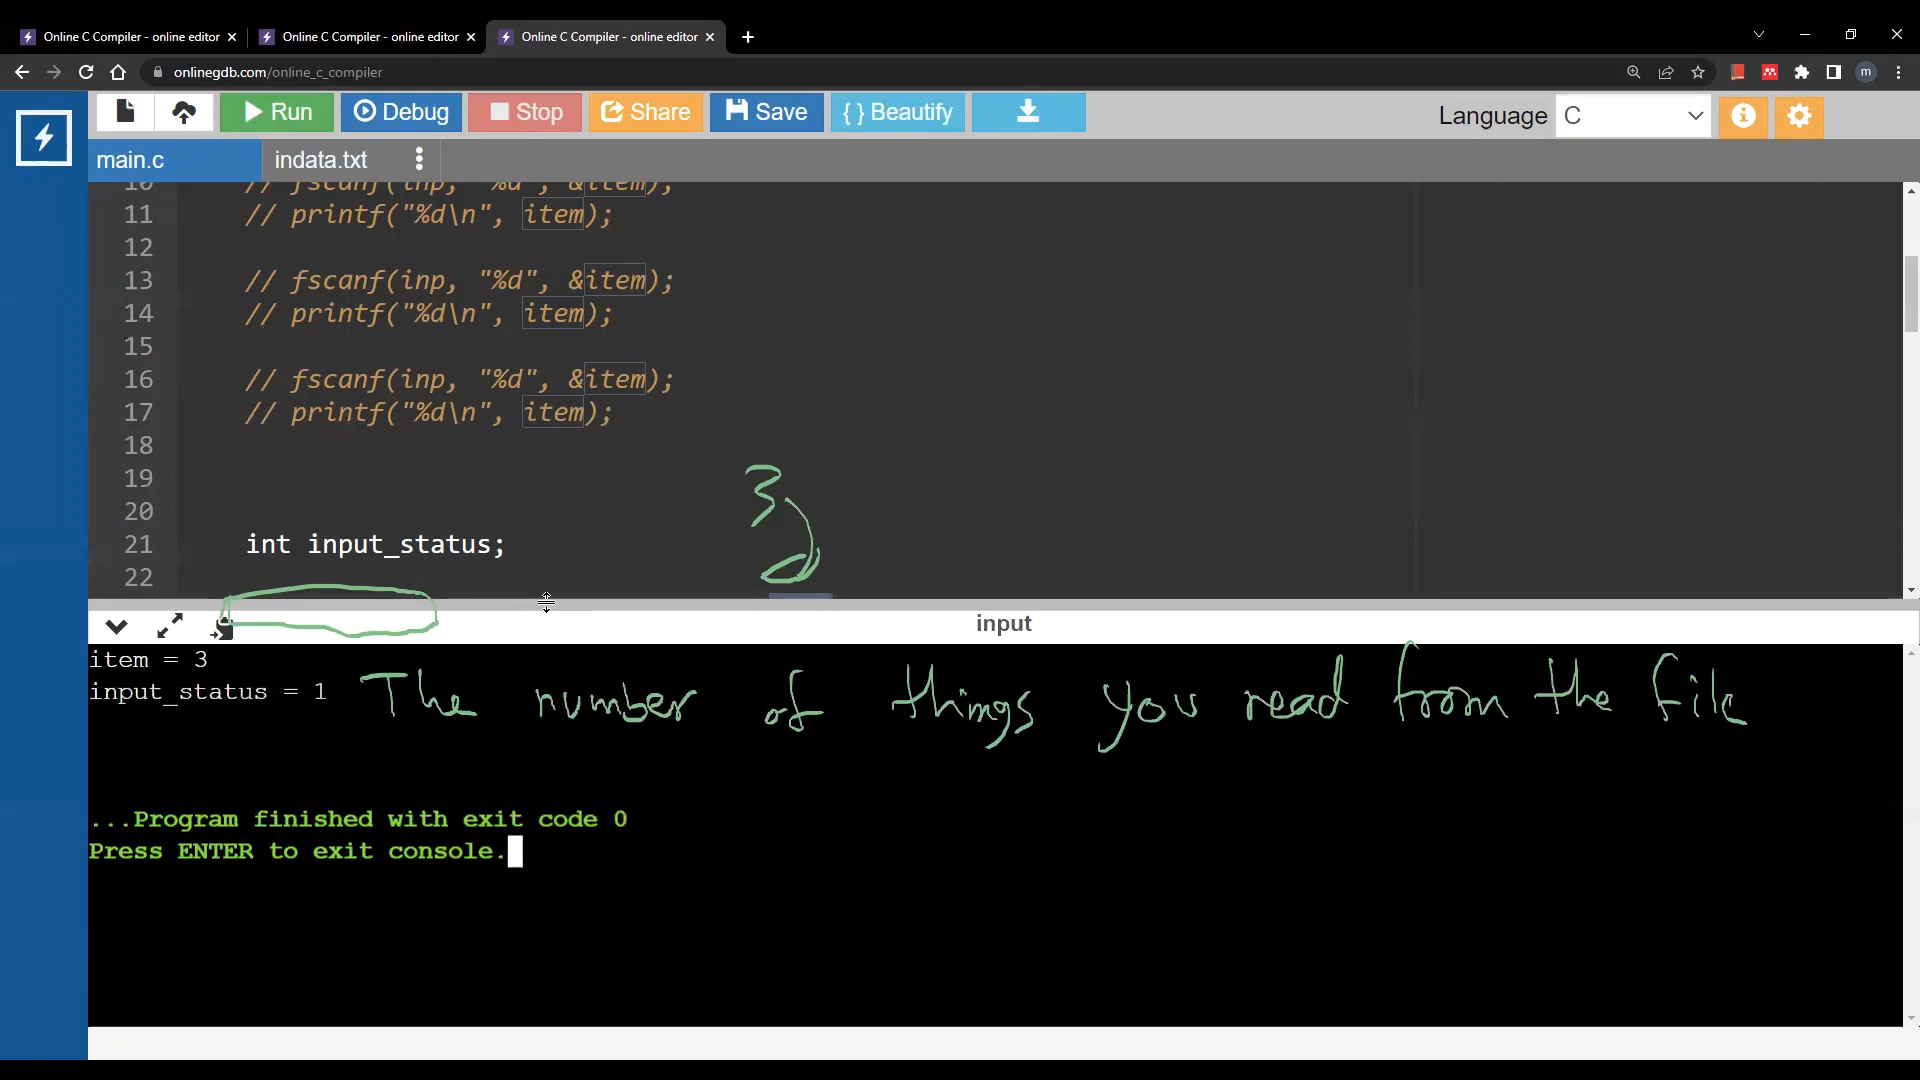 Online C Compiler - online editor
Online C Compiler - online editor
Online C Compiler - online editor
onlinegdb.com/online_c_compiler
m
Run
Debug
Stop
Share
Save
{ } Beautify
Language
C
main.c
indata.txt
10 // fscanf(inp, "%d", &item);
11 // printf("%d\n", item);
12
13 // fscanf(inp, "%d", &item);
14 // printf("%d\n", item);
15
16 // fscanf(inp, "%d", &item);
17 // printf("%d\n", item);
18
19
3
20
21 int input_status;
22
input
item = 3
input_status = 1
The number of things you read from the file
...Program finished with exit code 0
Press ENTER to exit console.